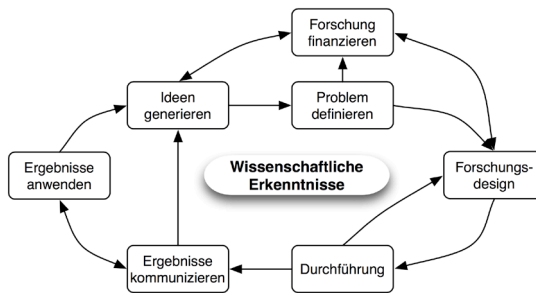 Forschung
finanzieren
Ideen
generieren
Problem
definieren
Wissenschaftliche
Erkenntnisse
Ergebnisse
anwenden
Forschungs-
design
Ergebnisse
kommunizieren
Durchführung